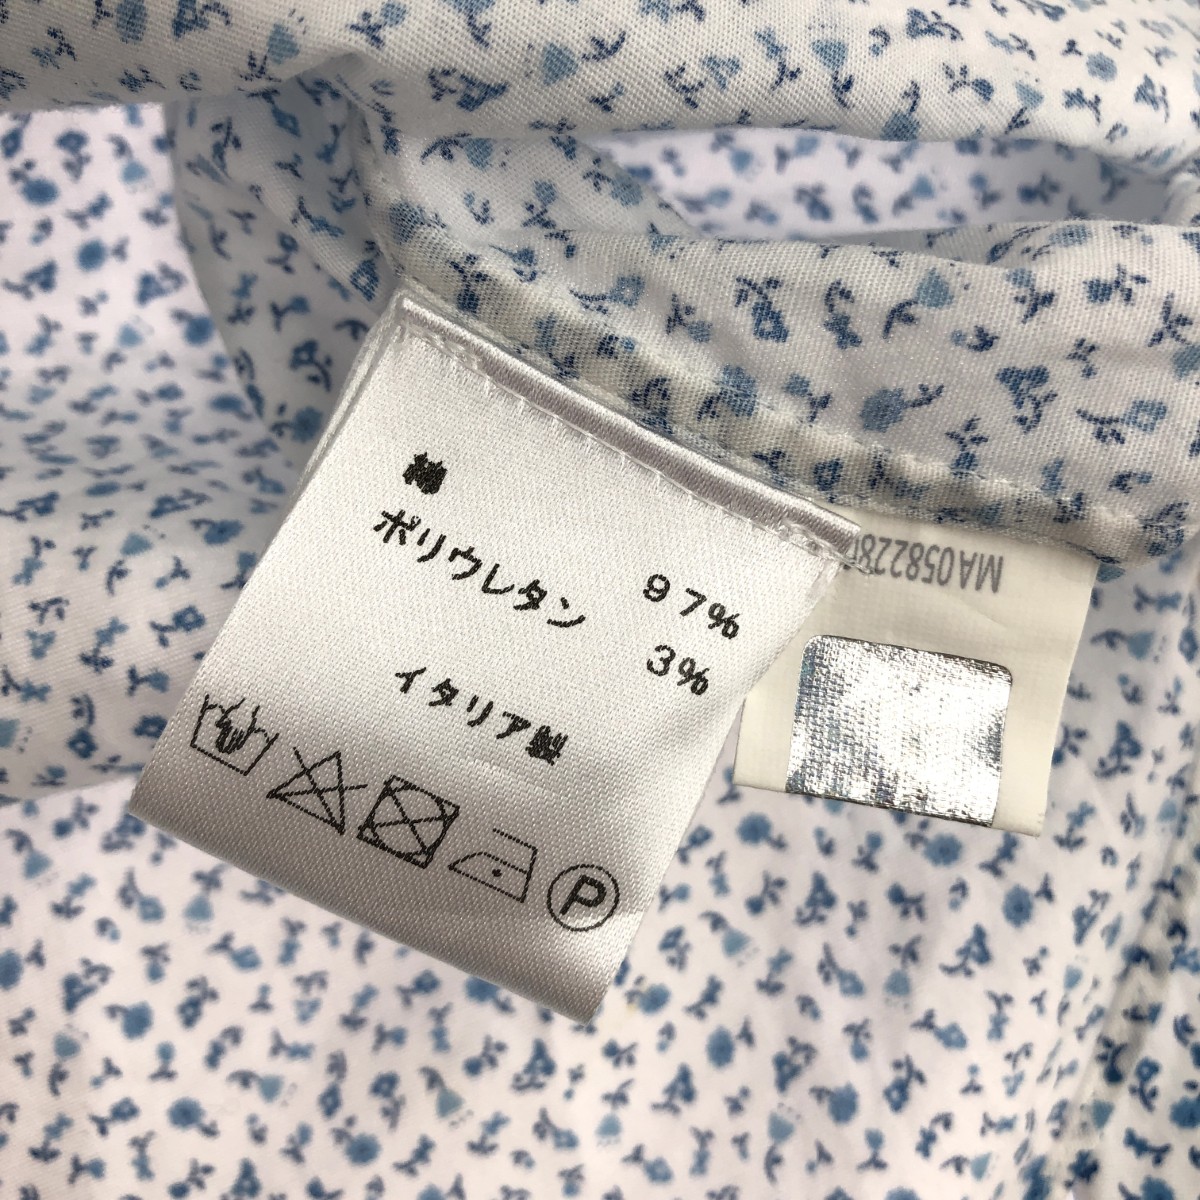 綿 97%
ポリウレタン 3%
イタリア製
P
MA058228